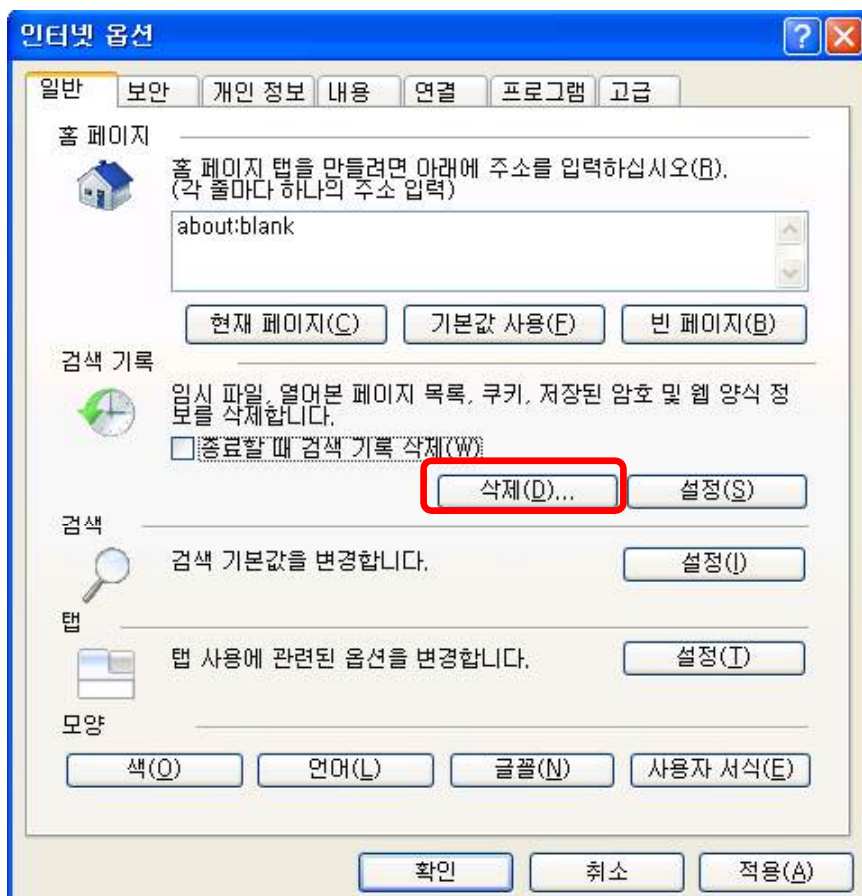 인터넷 옵션
일반 보안 개인 정보 내용 연결 프로그램 고급
홈 페이지
홈 페이지 탭을 만들려면 아래에 주소를 입력하십시오(R).
(각 줄마다 하나의 주소 입력)
about:blank
현재 페이지(C) 기본값 사용(F) 빈 페이지(B)
검색 기록
임시 파일, 열어본 페이지 목록, 쿠키, 저장된 암호 및 웹 양식 정
보를 삭제합니다.
종료할 때 검색 기록 삭제(W)
삭제(D)... 설정(S)
검색
검색 기본값을 변경합니다. 설정(I)
탭
탭 사용에 관련된 옵션을 변경합니다. 설정(T)
모양
색(O) 언어(L) 글꼴(N) 사용자 서식(E)
확인 취소 적용(A)